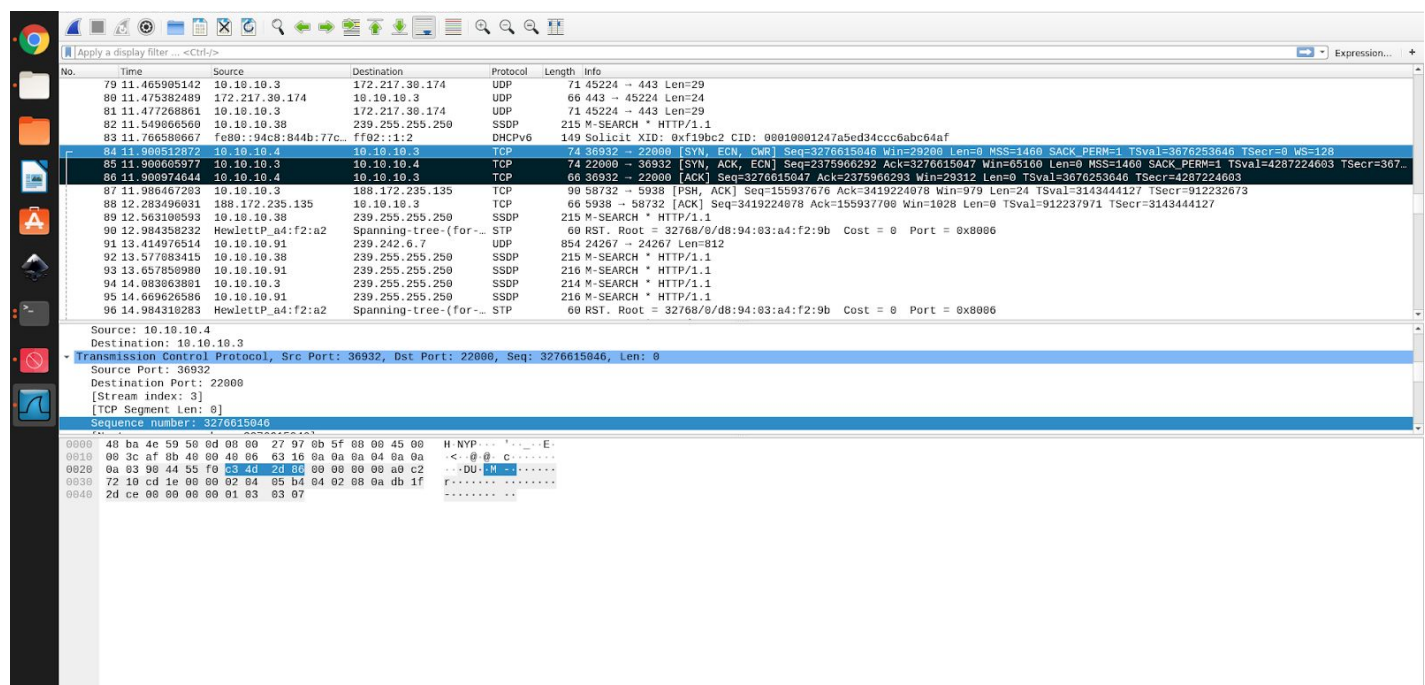 Apply a display filter ... <Ctrl-/>
Expression... +
No. Time Source Destination Protocol Length Info
79 11.465905142 10.10.10.3 172.217.30.174 UDP 71 45224 → 443 Len=29
80 11.475382489 172.217.30.174 10.10.10.3 UDP 66 443 → 45224 Len=24
81 11.477268861 10.10.10.3 172.217.30.174 UDP 71 45224 → 443 Len=29
82 11.549066560 10.10.10.38 239.255.255.250 SSDP 215 M-SEARCH * HTTP/1.1
83 11.766580667 fe80::94c8:844b:77c… ff02::1:2 DHCPv6 149 Solicit XID: 0xf19bc2 CID: 00010001247a5ed34ccc6abc64af
84 11.900512872 10.10.10.4 10.10.10.3 TCP 74 36932 → 22000 [SYN, ECN, CWR] Seq=3276615046 Win=29200 Len=0 MSS=1460 SACK_PERM=1 TSval=3676253646 TSecr=0 WS=128
85 11.900605977 10.10.10.3 10.10.10.4 TCP 74 22000 → 36932 [SYN, ACK, ECN] Seq=2375966292 Ack=3276615047 Win=65160 Len=0 MSS=1460 SACK_PERM=1 TSval=4287224603 TSecr=367…
86 11.900974644 10.10.10.4 10.10.10.3 TCP 66 36932 → 22000 [ACK] Seq=3276615047 Ack=2375966293 Win=29312 Len=0 TSval=3676253646 TSecr=4287224603
87 11.986467203 10.10.10.3 188.172.235.135 TCP 90 58732 → 5938 [PSH, ACK] Seq=155937676 Ack=3419224078 Win=979 Len=24 TSval=3143444127 TSecr=912232673
88 12.283496031 188.172.235.135 10.10.10.3 TCP 66 5938 → 58732 [ACK] Seq=3419224078 Ack=155937700 Win=1028 Len=0 TSval=912237971 TSecr=3143444127
89 12.563100593 10.10.10.38 239.255.255.250 SSDP 215 M-SEARCH * HTTP/1.1
90 12.984358232 HewlettP_a4:f2:a2 Spanning-tree-(for-… STP 60 RST. Root = 32768/0/d8:94:03:a4:f2:9b Cost = 0 Port = 0x8006
91 13.414976514 10.10.10.91 239.242.6.7 UDP 854 24267 → 24267 Len=812
92 13.577083415 10.10.10.38 239.255.255.250 SSDP 215 M-SEARCH * HTTP/1.1
93 13.657850980 10.10.10.91 239.255.255.250 SSDP 216 M-SEARCH * HTTP/1.1
94 14.083063801 10.10.10.3 239.255.255.250 SSDP 214 M-SEARCH * HTTP/1.1
95 14.669626586 10.10.10.91 239.255.255.250 SSDP 216 M-SEARCH * HTTP/1.1
96 14.984310283 HewlettP_a4:f2:a2 Spanning-tree-(for-… STP 60 RST. Root = 32768/0/d8:94:03:a4:f2:9b Cost = 0 Port = 0x8006
Source: 10.10.10.4
Destination: 10.10.10.3
Transmission Control Protocol, Src Port: 36932, Dst Port: 22000, Seq: 3276615046, Len: 0
Source Port: 36932
Destination Port: 22000
[Stream index: 3]
[TCP Segment Len: 0]
Sequence number: 3276615046
0000 48 ba 4e 59 50 0d 08 00 27 97 0b 5f 08 00 45 00 H·NYP··· '··_··E·
0010 00 3c af 8b 40 00 40 06 63 16 0a 0a 0a 04 0a 0a ·<··@·@· c·······
0020 0a 03 90 44 55 f0 c3 4d 2d 86 00 00 00 00 a0 c2 ···DU··M -·······
0030 72 10 cd 1e 00 00 02 04 05 b4 04 02 08 0a db 1f r······· ········
0040 2d ce 00 00 00 00 01 03 03 07 -······· ··